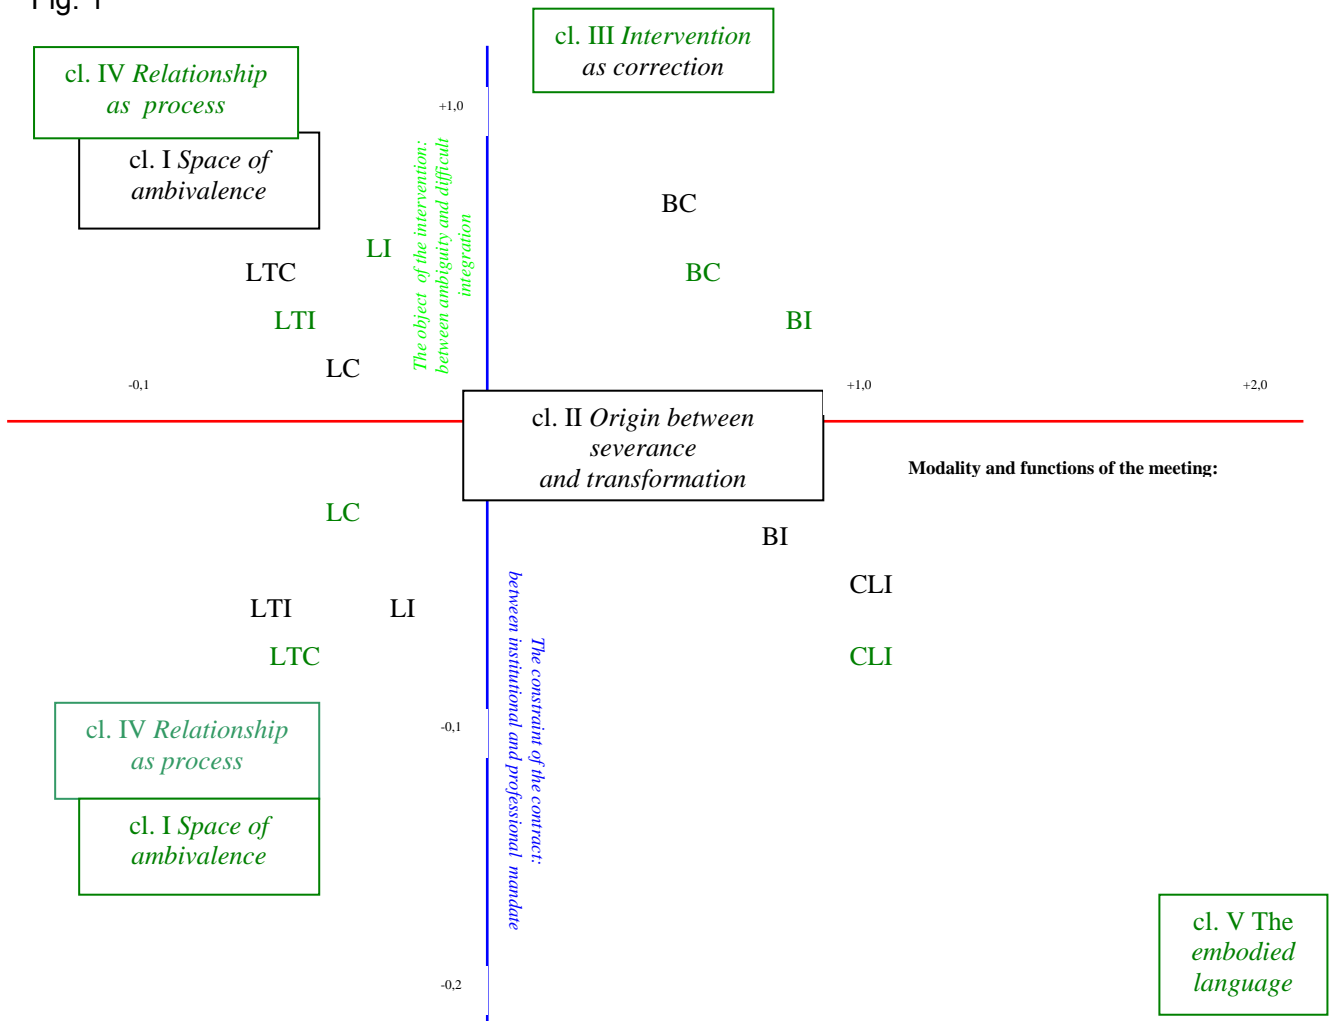 Fig. 1
cl. III Intervention
as correction
cl. IV Relationship
as process
+1,0
cl. I Space of
ambivalence
The object of the intervention:
between ambiguity and difficult
integration
BC
LI
LTC
BC
LTI
BI
LC
-0,1
+1,0
+2,0
cl. II Origin between
severance
and transformation
Modality and functions of the meeting:
LC
BI
CLI
LTI
LI
LTC
CLI
The constraint of the contract:
between institutional and professional mandate
cl. IV Relationship
as process
-0,1
cl. I Space of
ambivalence
cl. V The
embodied
language
-0,2